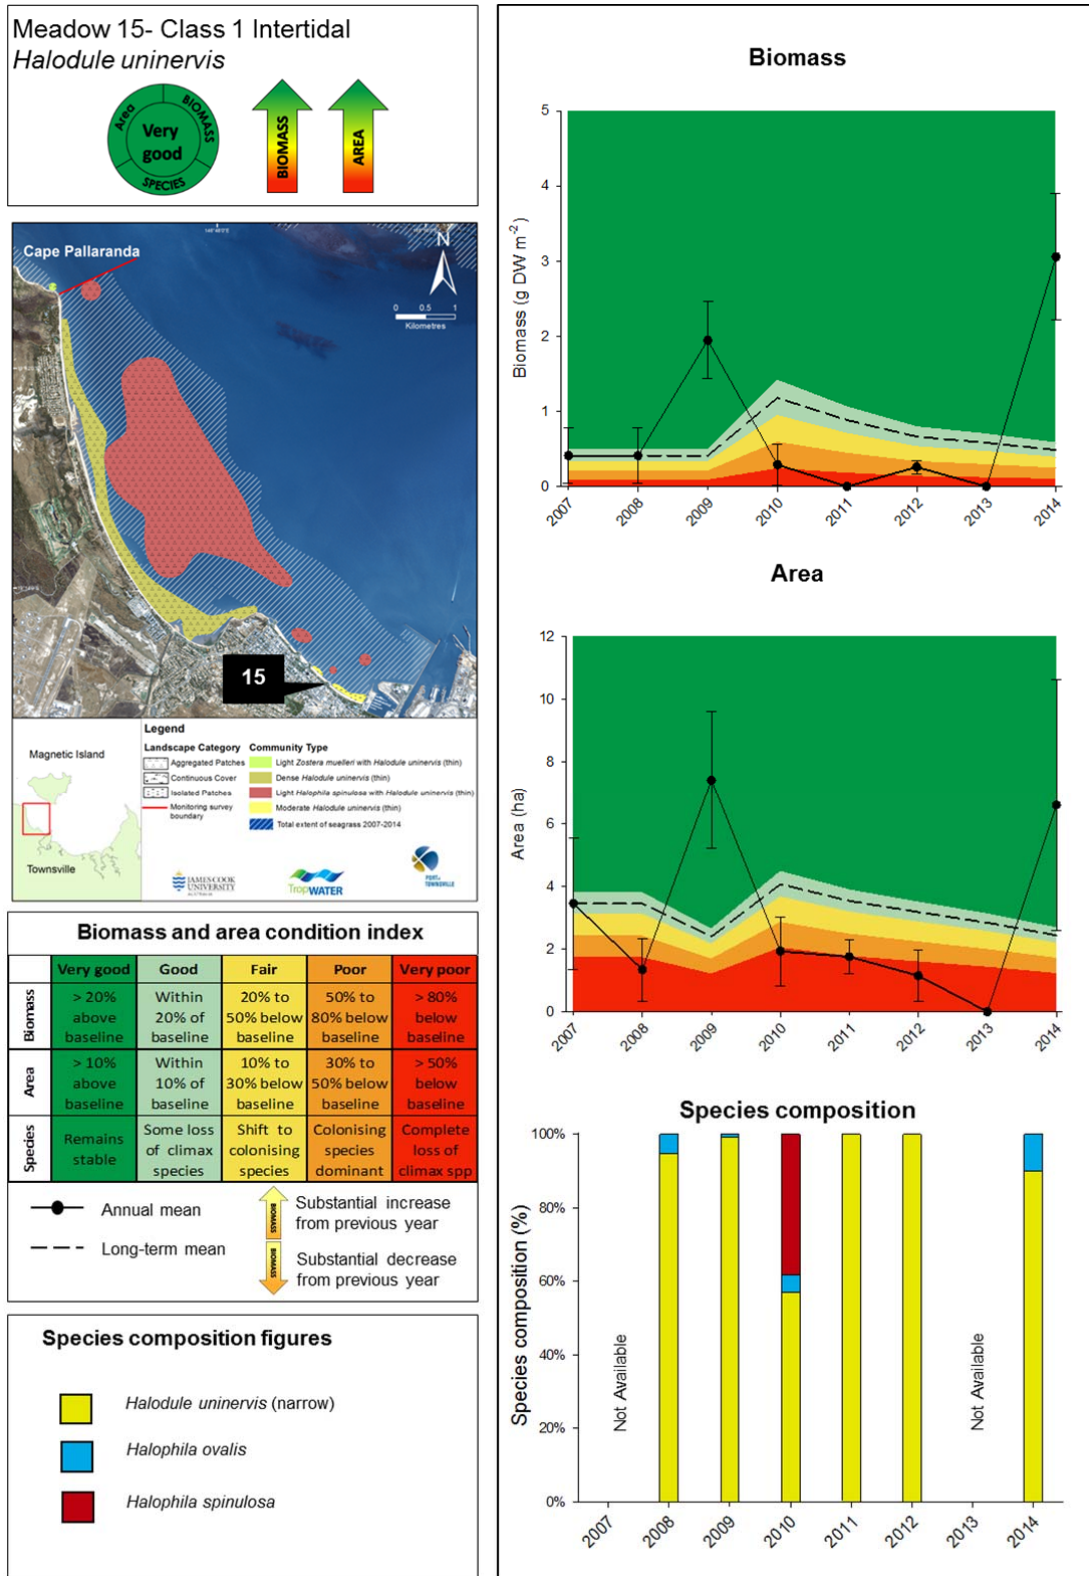 Meadow 15- Class 1 Intertidal
Halodule uninervis
Area
BIOMASS
Very
good
SPECIES
BIOMASS
AREA
Cape Pallaranda
N
0 0.5 1
Kilometres
15
Magnetic Island
Townsville
Legend
Landscape Category
Aggregated Patches
Continuous Cover
Isolated Patches
Monitoring survey
boundary
Community Type
Light Zostera muelleri with Halodule uninervis (thin)
Dense Halodule uninervis (thin)
Light Halophila spinulosa with Halodule uninervis (thin)
Moderate Halodule uninervis (thin)
Total extent of seagrass 2007-2014
JAMES COOK
UNIVERSITY
AUSTRALIA
TropWATER
PORT of
TOWNSVILLE
Biomass and area condition index
Very good Good Fair Poor Very poor
Biomass
> 20%
above
baseline
Within
20% of
baseline
20% to
50% below
baseline
50% to
80% below
baseline
> 80%
below
baseline
Area
> 10%
above
baseline
Within
10% of
baseline
10% to
30% below
baseline
30% to
50% below
baseline
> 50%
below
baseline
Species
Remains
stable
Some loss
of climax
species
Shift to
colonising
species
Colonising
species
dominant
Complete
loss of
climax spp
Annual mean
Long-term mean
BIOMASS
Substantial increase
from previous year
BIOMASS
Substantial decrease
from previous year
Species composition figures
Halodule uninervis (narrow)
Halophila ovalis
Halophila spinulosa
Biomass
Biomass (g DW m-2)
5
4
3
2
1
0
2007 2008 2009 2010 2011 2012 2013 2014
Area
Area (ha)
12
10
8
6
4
2
0
2007 2008 2009 2010 2011 2012 2013 2014
Species composition
Species composition (%)
100%
80%
60%
40%
20%
0%
Not Available
Not Available
2007 2008 2009 2010 2011 2012 2013 2014